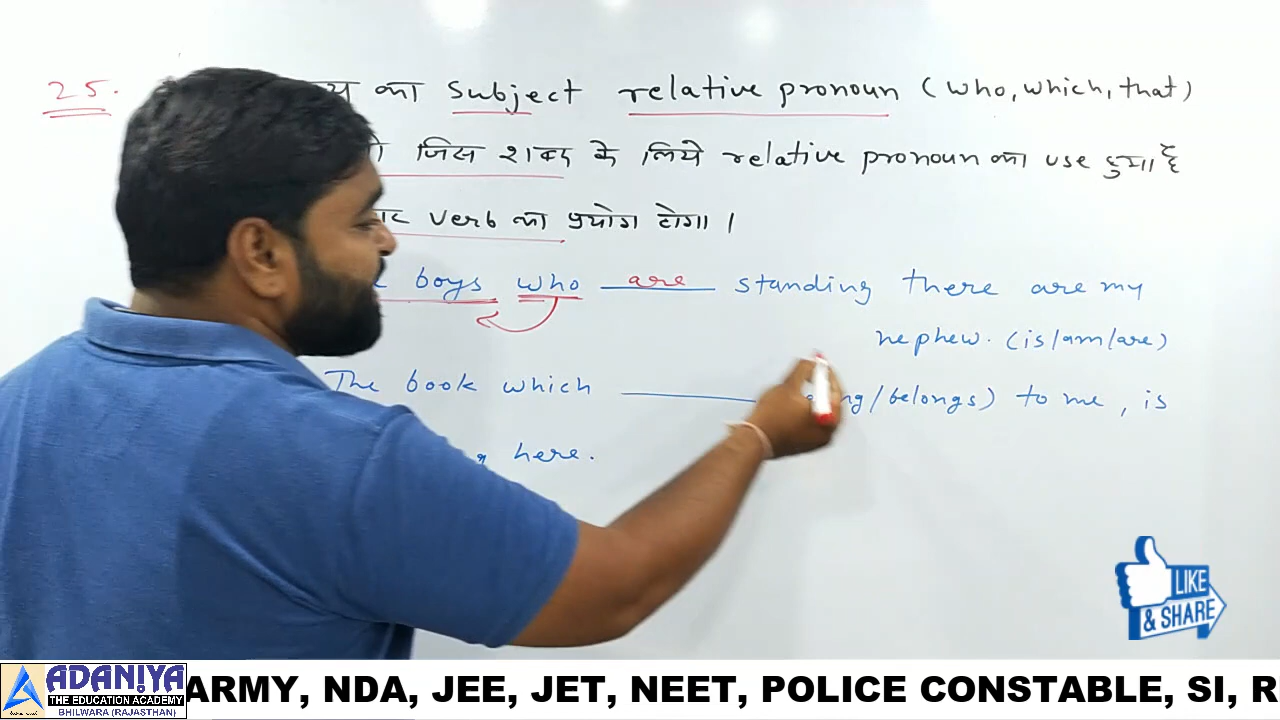 25. का Subject relative pronoun (who, which, that)
जिस शब्द के लिये relative pronoun का use हुआ है
verb का प्रयोग होगा।
boys who are standing there are my
nephew. (is/am/are)
The book which ng/belongs) to me, is
here.
LIKE
& SHARE
ADANIYA
THE EDUCATION ACADEMY
BHILWARA (RAJASTHAN)
ARMY, NDA, JEE, JET, NEET, POLICE CONSTABLE, SI, R